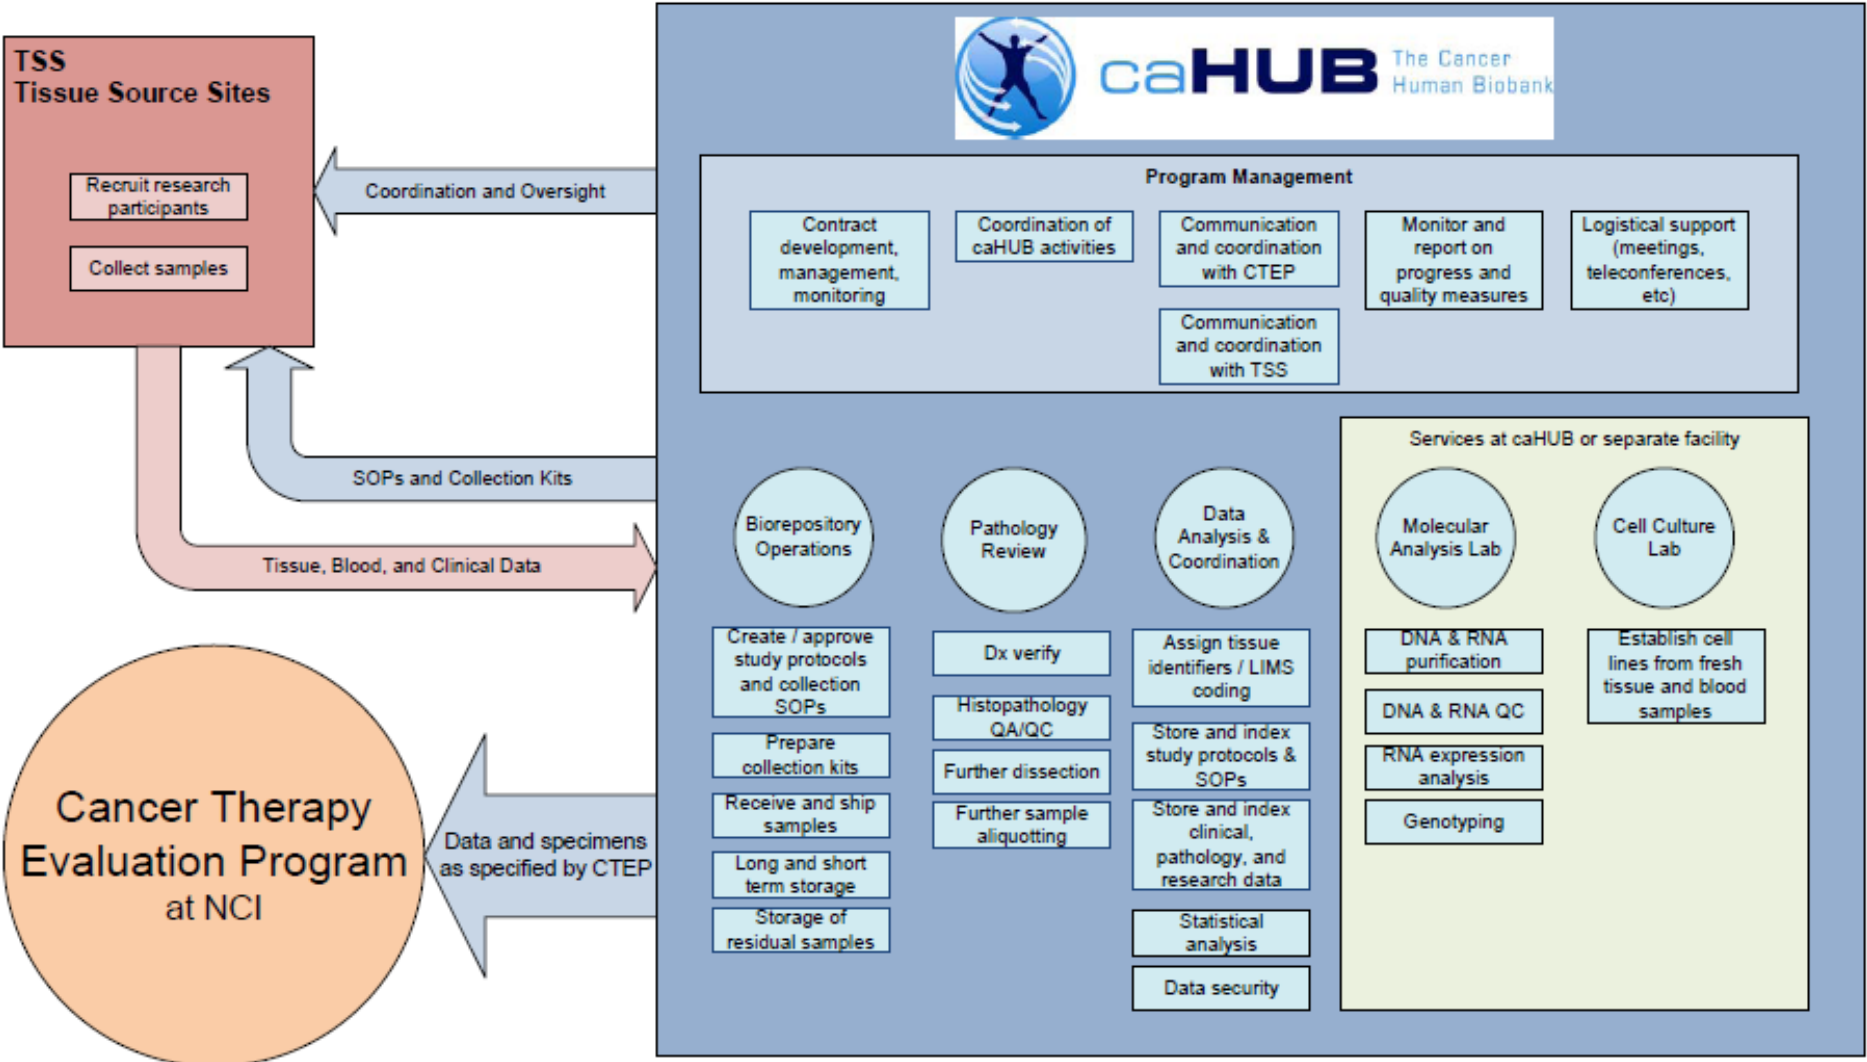 TSS
Tissue Source Sites
Recruit research
participants
Collect samples
Coordination and Oversight
SOPs and Collection Kits
Tissue, Blood, and Clinical Data
Cancer Therapy
Evaluation Program
at NCI
Data and specimens
as specified by CTEP
caHUB
The Cancer
Human Biobank
Program Management
Contract
development,
management,
monitoring
Coordination of
caHUB activities
Communication
and coordination
with CTEP
Communication
and coordination
with TSS
Monitor and
report on
progress and
quality measures
Logistical support
(meetings,
teleconferences,
etc)
Services at caHUB or separate facility
Biorepository
Operations
Create / approve
study protocols
and collection
SOPs
Prepare
collection kits
Receive and ship
samples
Long and short
term storage
Storage of
residual samples
Pathology
Review
Dx verify
Histopathology
QA/QC
Further dissection
Further sample
aliquotting
Data
Analysis &
Coordination
Assign tissue
identifiers / LIMS
coding
Store and index
study protocols &
SOPs
Store and index
clinical,
pathology, and
research data
Statistical
analysis
Data security
Molecular
Analysis Lab
DNA & RNA
purification
DNA & RNA QC
RNA expression
analysis
Genotyping
Cell Culture
Lab
Establish cell
lines from fresh
tissue and blood
samples